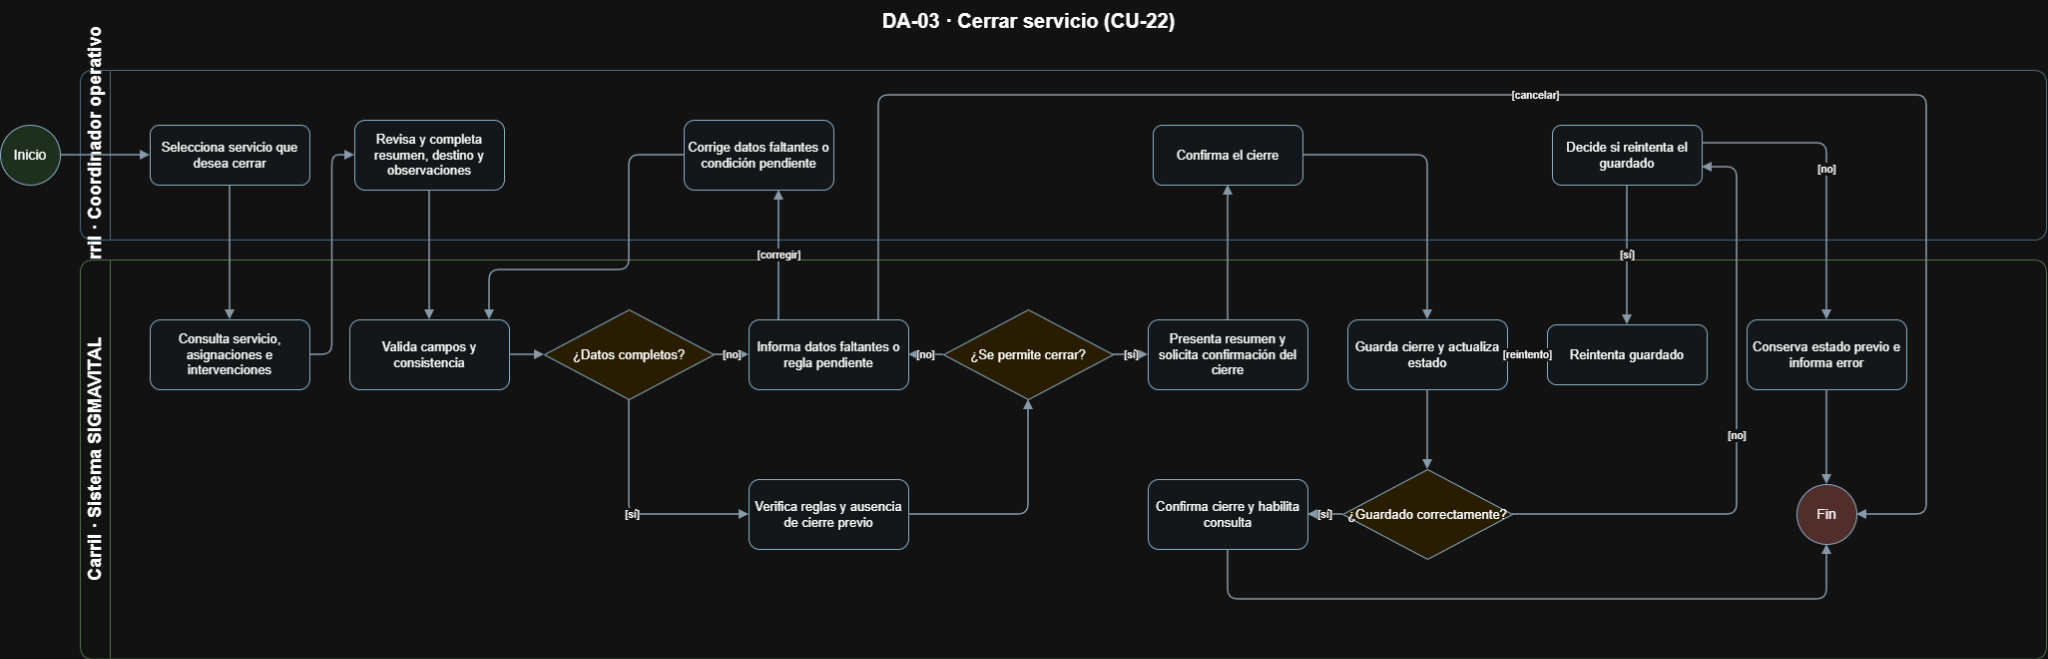 DA-03 · Cerrar servicio (CU-22)
rril · Coordinador operativo
Inicio
Selecciona servicio que
desea cerrar
Revisa y completa
resumen, destino y
observaciones
Corrige datos faltantes o
condición pendiente
[cancelar]
Confirma el cierre
Decide si reintenta el
guardado
[no]
[corregir]
[sí]
Carril · Sistema SIGMAVITAL
Consulta servicio,
asignaciones e
intervenciones
Valida campos y
consistencia
¿Datos completos?
[no]
Informa datos faltantes o
regla pendiente
[no]
¿Se permite cerrar?
[sí]
Presenta resumen y
solicita confirmación del
cierre
Guarda cierre y actualiza
estado
[reintento]
Reintenta guardado
Conserva estado previo e
informa error
[no]
[sí]
Verifica reglas y ausencia
de cierre previo
Confirma cierre y habilita
consulta
[sí]
¿Guardado correctamente?
Fin